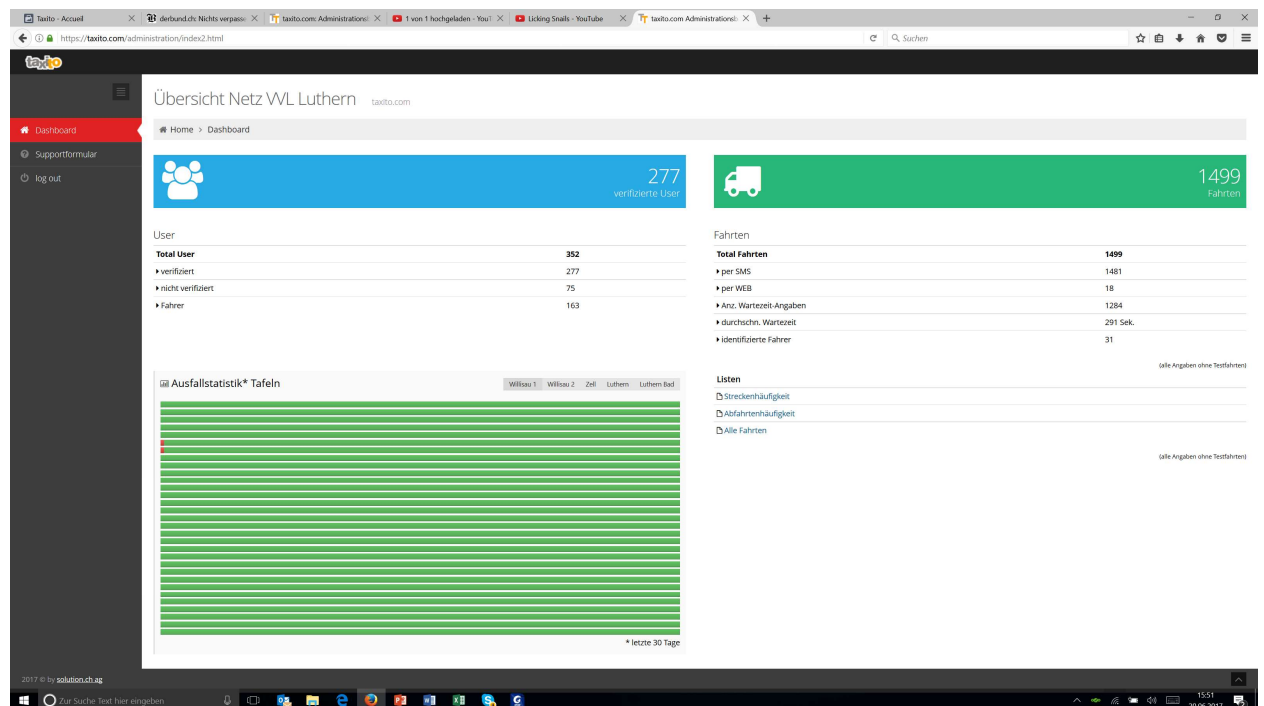 Taxito - Accueil
derbund.ch: Nichts verpasse
taxito.com: Administrationsl
1 von 1 hochgeladen - YouT
Licking Snails - YouTube
taxito.com Administrationsb
https://taxito.com/administration/index2.html
Suchen
taxito
Übersicht Netz WL Luthern taxito.com
Home > Dashboard
Dashboard
Supportformular
log out
277
verifizierte User
1499
Fahrten
User
Total User 352
verifiziert 277
nicht verifiziert 75
Fahrer 163
Fahrten
Total Fahrten 1499
per SMS 1481
per WEB 18
Anz. Wartezeit-Angaben 1284
durchschn. Wartezeit 291 Sek.
identifizierte Fahrer 31
(alle Angaben ohne Testfahrten)
Ausfallstatistik* Tafeln
Willisau 1 Willisau 2 Zell Luthern Luthern Bad
* letzte 30 Tage
Listen
Streckenhäufigkeit
Abfahrtenhäufigkeit
Alle Fahrten
(alle Angaben ohne Testfahrten)
2017 © by solution.ch ag
Zur Suche Text hier eingeben
15:51